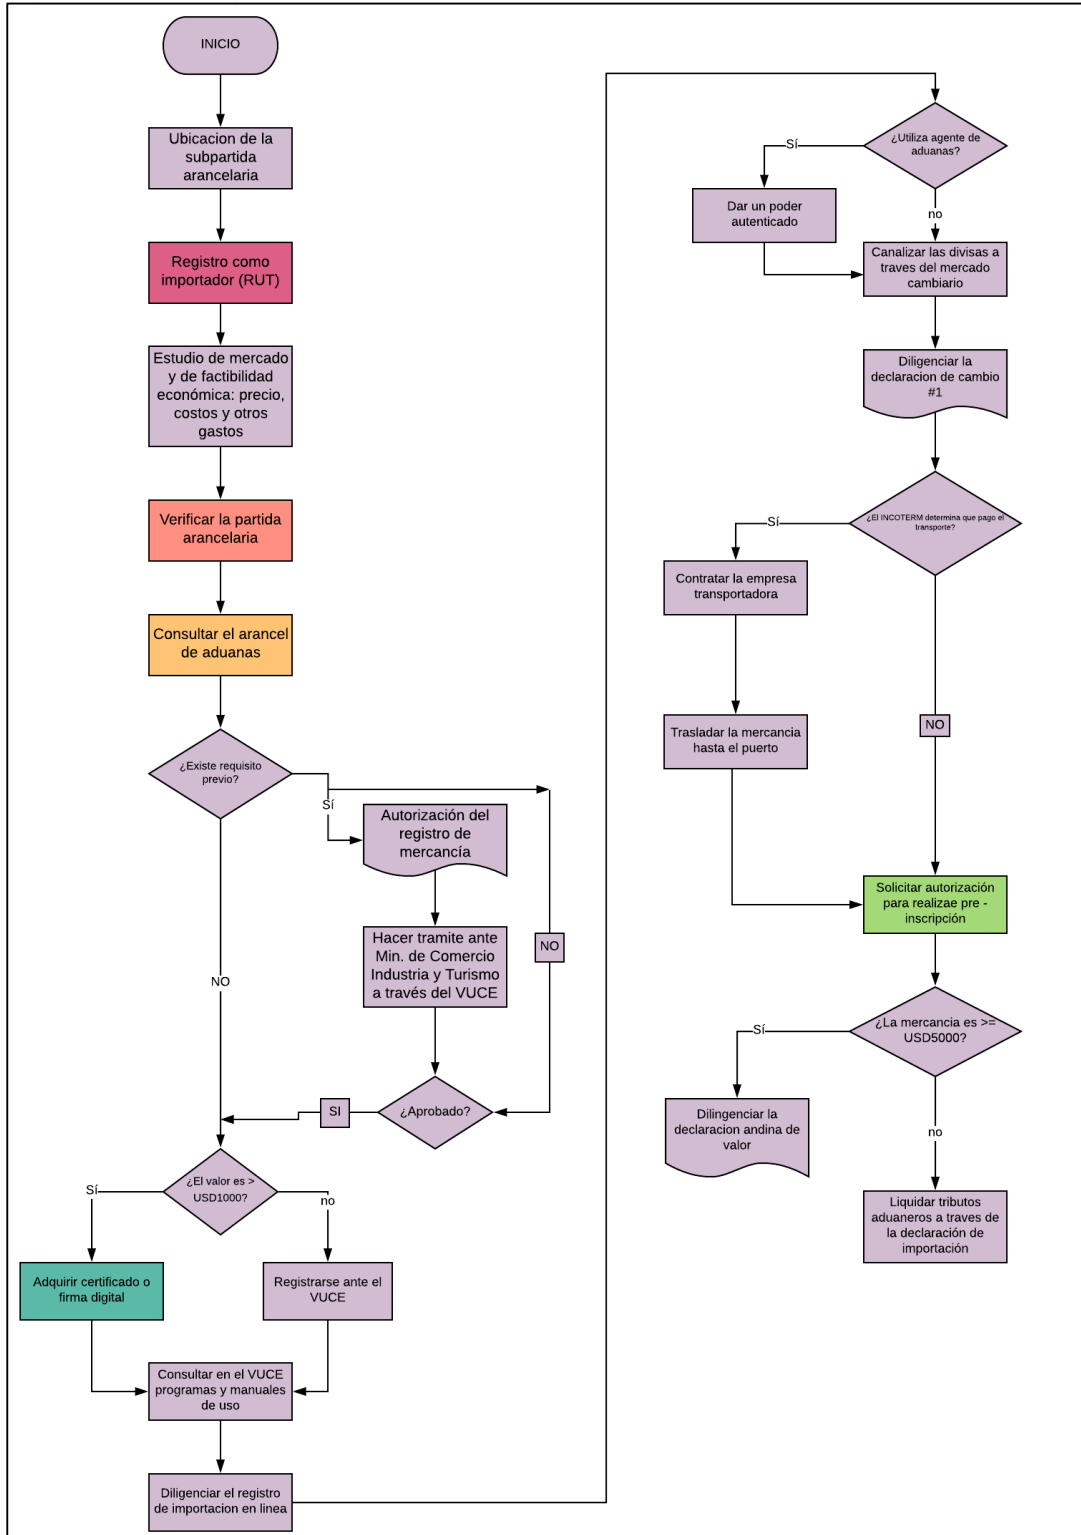 INICIO
Ubicacion de la
subpartida
arancelaria
Registro como
importador (RUT)
Estudio de mercado
y de factibilidad
económica: precio,
costos y otros
gastos
Verificar la partida
arancelaria
Consultar el arancel
de aduanas
¿Existe requisito
previo?
Sí
Autorización del
registro de
mercancía
Hacer tramite ante
Min. de Comercio
Industria y Turismo
a través del VUCE
NO
NO
¿Aprobado?
SI
¿El valor es >
USD1000?
Sí
no
Adquirir certificado o
firma digital
Registrarse ante el
VUCE
Consultar en el VUCE
programas y manuales
de uso
Diligenciar el registro
de importacion en linea
¿Utiliza agente de
aduanas?
Sí
Dar un poder
autenticado
no
Canalizar las divisas a
traves del mercado
cambiario
Diligenciar la
declaracion de cambio
#1
¿El INCOTERM determina que pago el
transporte?
Sí
Contratar la empresa
transportadora
Trasladar la mercancia
hasta el puerto
NO
Solicitar autorización
para realizae pre -
inscripción
¿La mercancia es >=
USD5000?
Sí
Dilingenciar la
declaracion andina de
valor
no
Liquidar tributos
aduaneros a traves de
la declaración de
importación